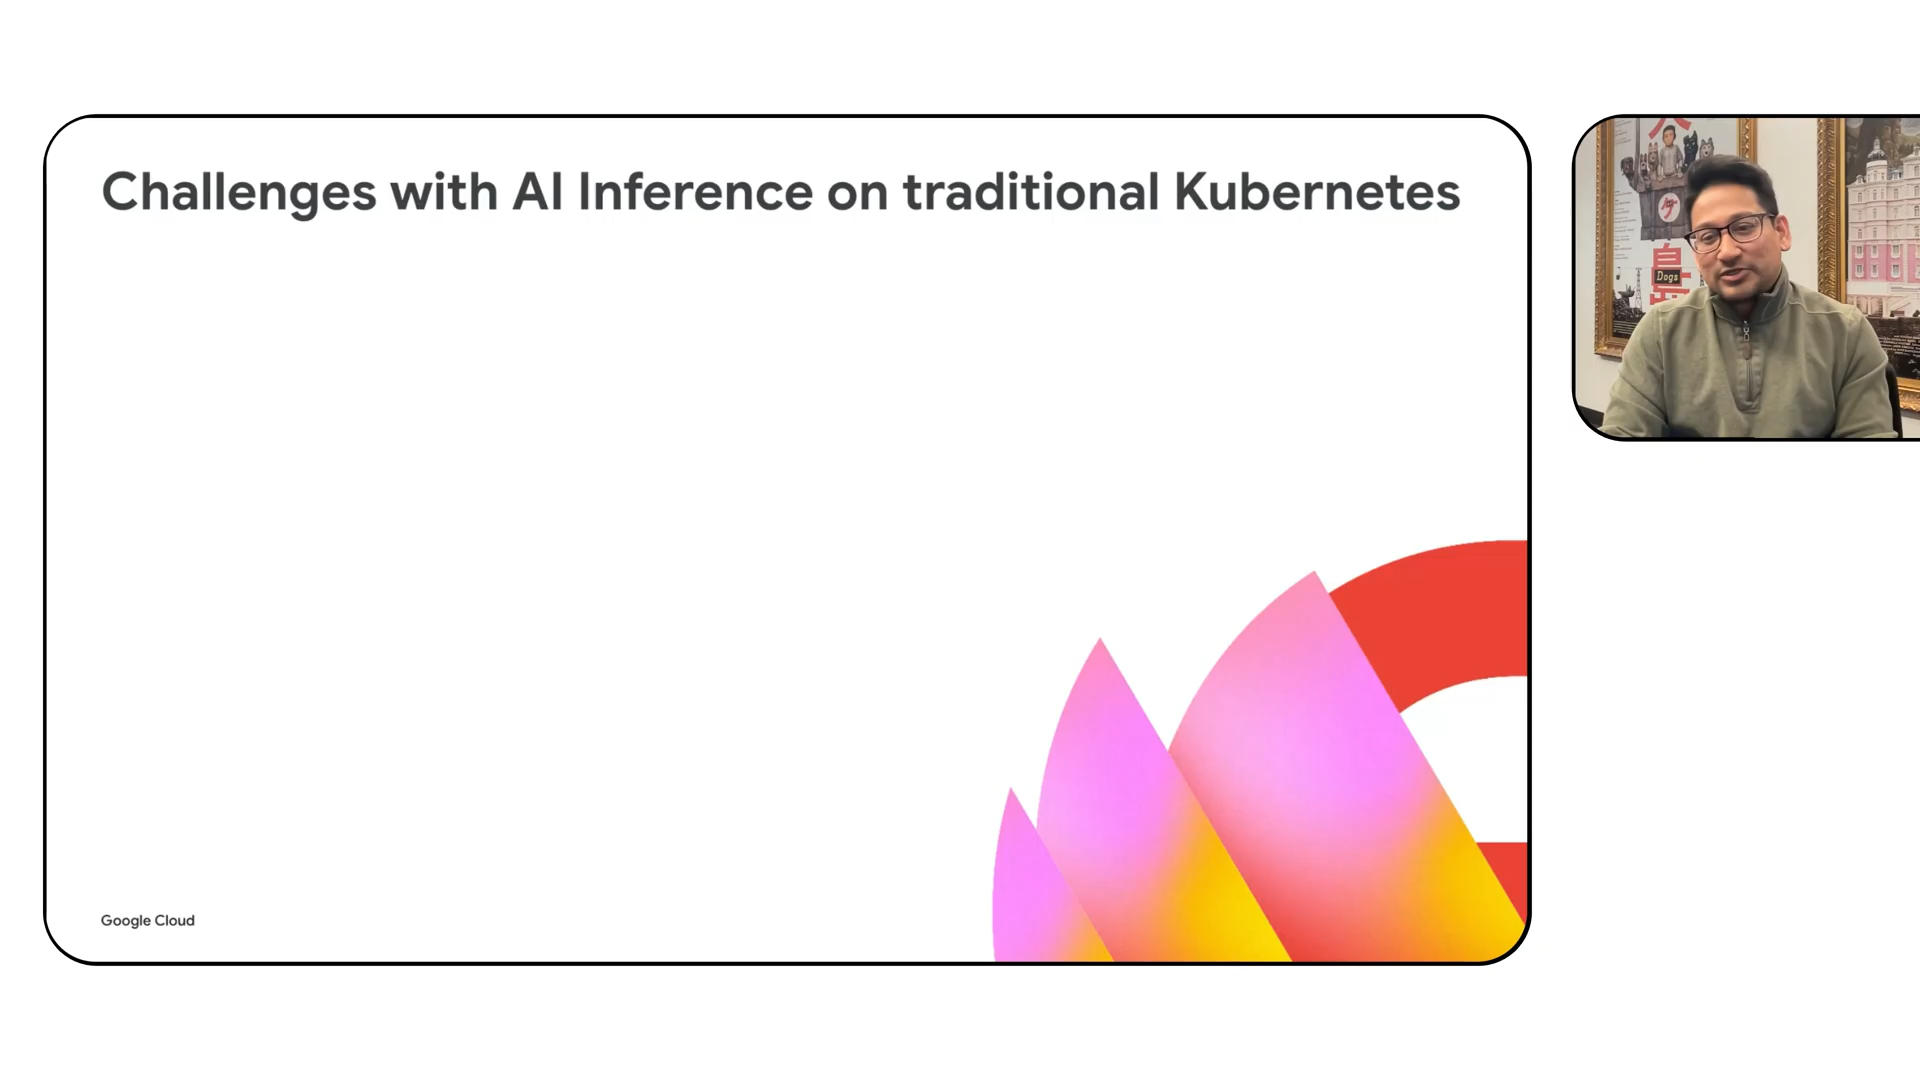 Challenges with AI Inference on traditional Kubernetes
Google Cloud
Dogs